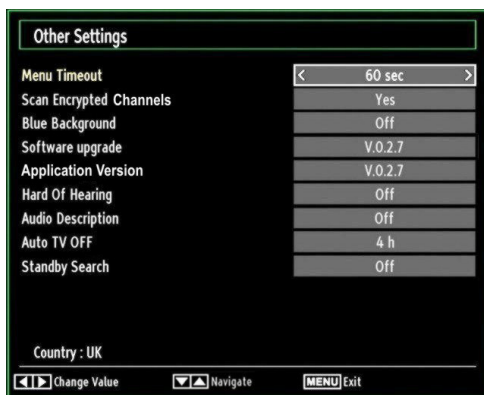 Other Settings
Menu Timeout < 60 sec >
Scan Encrypted Channels Yes
Blue Background Off
Software upgrade V.0.2.7
Application Version V.0.2.7
Hard Of Hearing Off
Audio Description Off
Auto TV OFF 4 h
Standby Search Off
Country : UK
Change Value Navigate MENU Exit